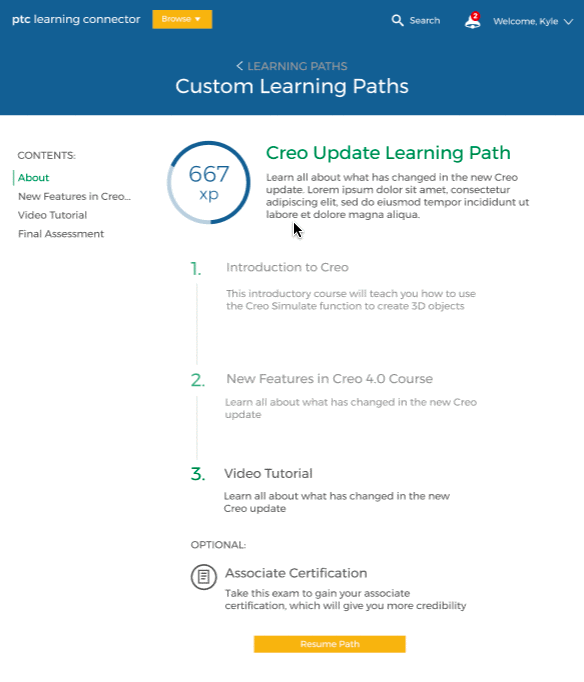 ptc learning connector
Browse
Search
2
Welcome, Kyle
LEARNING PATHS
Custom Learning Paths
CONTENTS:
About
New Features in Creo...
Video Tutorial
Final Assessment
667
xp
Creo Update Learning Path
Learn all about what has changed in the new Creo
update. Lorem ipsum dolor sit amet, consectetur
adipiscing elit, sed do eiusmod tempor incididunt ut
labore et dolore magna aliqua.
1.
Introduction to Creo
This introductory course will teach you how to use
the Creo Simulate function to create 3D objects
2.
New Features in Creo 4.0 Course
Learn all about what has changed in the new Creo
update
3.
Video Tutorial
Learn all about what has changed in the new
Creo update
OPTIONAL:
Associate Certification
Take this exam to gain your associate
certification, which will give you more credibility
Resume Path